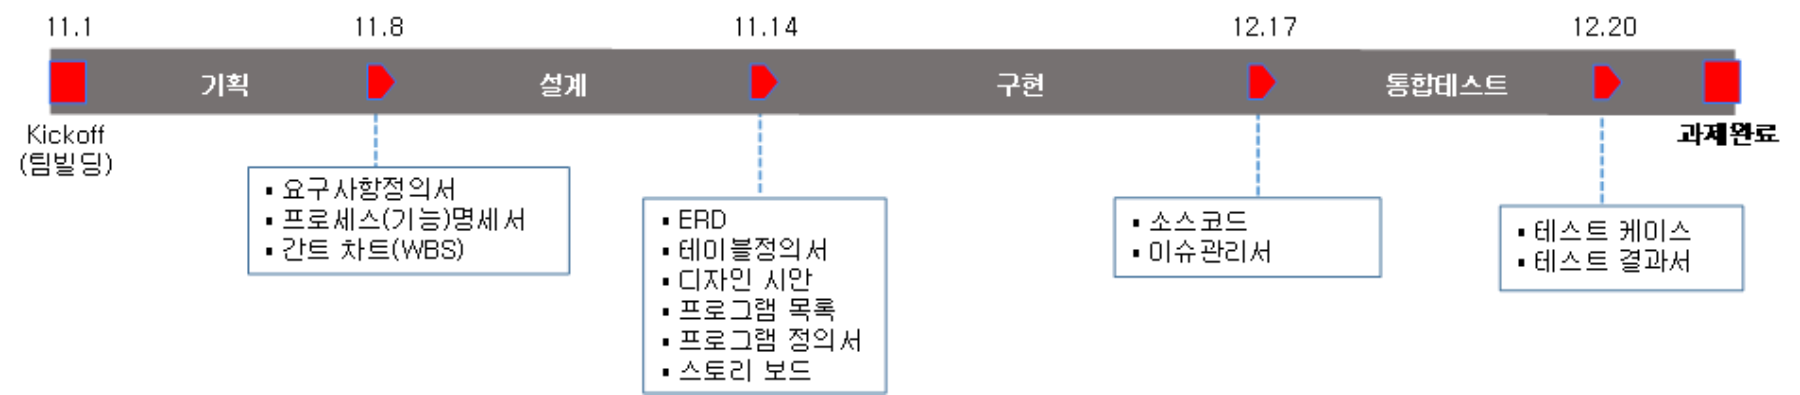 11.1 11.8 11.14 12.17 12.20
기획 설계 구현 통합테스트
Kickoff
(팀빌딩)
과제완료
▪ 요구사항정의서
▪ 프로세스(기능)명세서
▪ 간트 차트(WBS)
▪ ERD
▪ 테이블정의서
▪ 디자인 시안
▪ 프로그램 목록
▪ 프로그램 정의서
▪ 스토리 보드
▪ 소스코드
▪ 이슈관리서
▪ 테스트 케이스
▪ 테스트 결과서